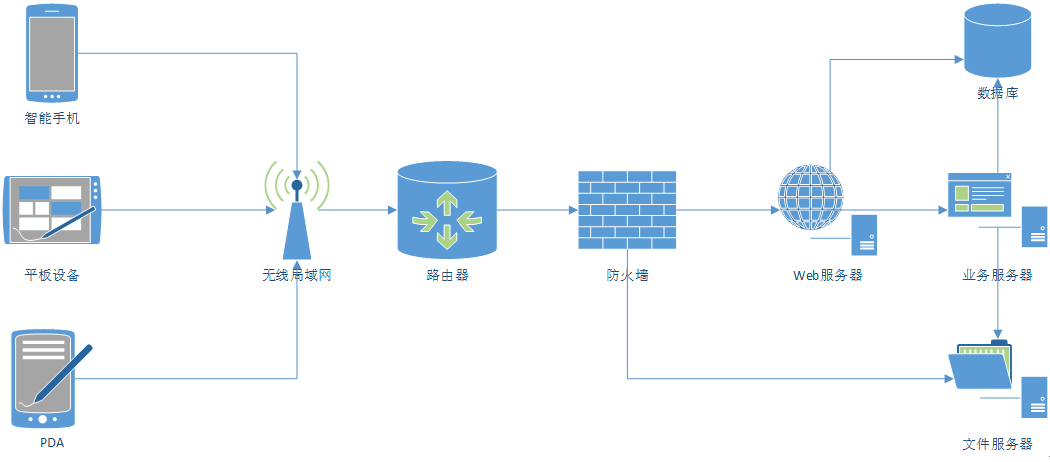 智能手机
数据库
平板设备
无线局域网
路由器
防火墙
Web服务器
业务服务器
PDA
文件服务器